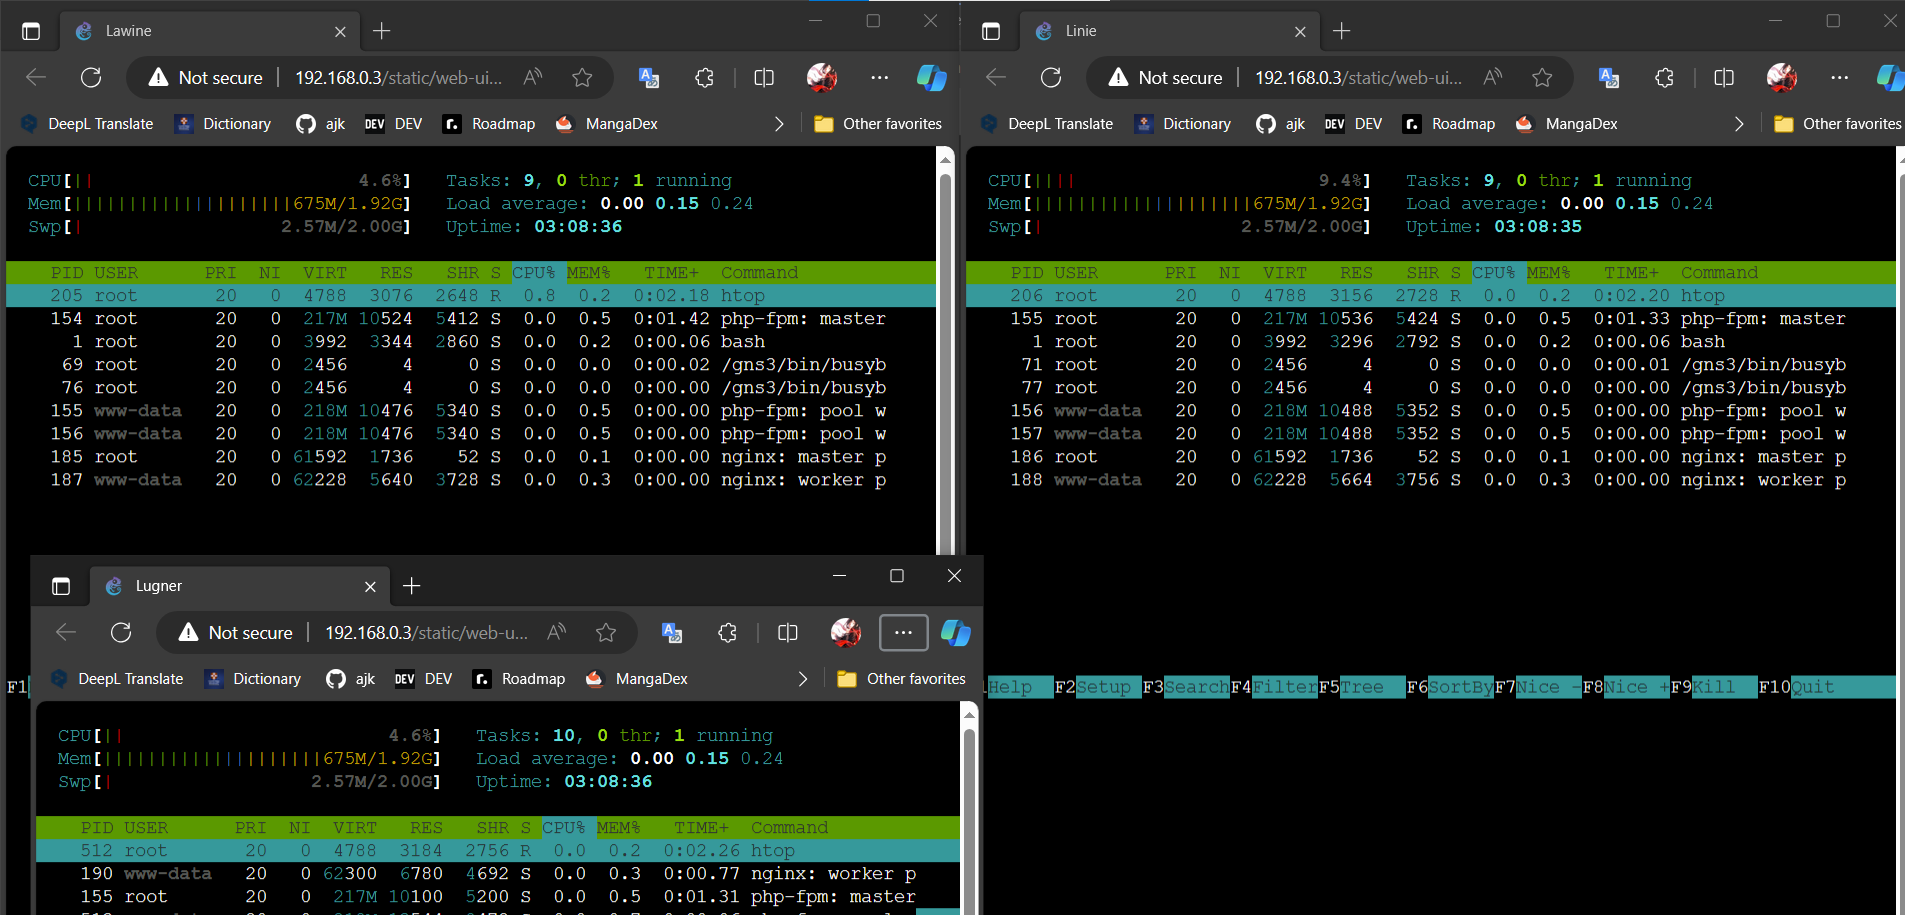 Lawine
Not secure 192.168.0.3/static/web-ui...
DeepL Translate Dictionary ajk DEV DEV Roadmap MangaDex Other favorites
CPU[|| 4.6%] Tasks: 9, 0 thr; 1 running
Mem[||||||||||||||||||||675M/1.92G] Load average: 0.00 0.15 0.24
Swp[| 2.57M/2.00G] Uptime: 03:08:36
PID USER PRI NI VIRT RES SHR S CPU% MEM% TIME+ Command
205 root 20 0 4788 3076 2648 R 0.8 0.2 0:02.18 htop
154 root 20 0 217M 10524 5412 S 0.0 0.5 0:01.42 php-fpm: master
1 root 20 0 3992 3344 2860 S 0.0 0.2 0:00.06 bash
69 root 20 0 2456 4 0 S 0.0 0.0 0:00.02 /gns3/bin/busyb
76 root 20 0 2456 4 0 S 0.0 0.0 0:00.00 /gns3/bin/busyb
155 www-data 20 0 218M 10476 5340 S 0.0 0.5 0:00.00 php-fpm: pool w
156 www-data 20 0 218M 10476 5340 S 0.0 0.5 0:00.00 php-fpm: pool w
185 root 20 0 61592 1736 52 S 0.0 0.1 0:00.00 nginx: master p
187 www-data 20 0 62228 5640 3728 S 0.0 0.3 0:00.00 nginx: worker p
F1
Linie
Not secure 192.168.0.3/static/web-ui...
DeepL Translate Dictionary ajk DEV DEV Roadmap MangaDex Other favorites
CPU[|||| 9.4%] Tasks: 9, 0 thr; 1 running
Mem[||||||||||||||||||||675M/1.92G] Load average: 0.00 0.15 0.24
Swp[| 2.57M/2.00G] Uptime: 03:08:35
PID USER PRI NI VIRT RES SHR S CPU% MEM% TIME+ Command
206 root 20 0 4788 3156 2728 R 0.0 0.2 0:02.20 htop
155 root 20 0 217M 10536 5424 S 0.0 0.5 0:01.33 php-fpm: master
1 root 20 0 3992 3296 2792 S 0.0 0.2 0:00.06 bash
71 root 20 0 2456 4 0 S 0.0 0.0 0:00.01 /gns3/bin/busyb
77 root 20 0 2456 4 0 S 0.0 0.0 0:00.00 /gns3/bin/busyb
156 www-data 20 0 218M 10488 5352 S 0.0 0.5 0:00.00 php-fpm: pool w
157 www-data 20 0 218M 10488 5352 S 0.0 0.5 0:00.00 php-fpm: pool w
186 root 20 0 61592 1736 52 S 0.0 0.1 0:00.00 nginx: master p
188 www-data 20 0 62228 5664 3756 S 0.0 0.3 0:00.00 nginx: worker p
Help F2Setup F3SearchF4FilterF5Tree F6SortByF7Nice -F8Nice +F9Kill F10Quit
Lugner
Not secure 192.168.0.3/static/web-u...
DeepL Translate Dictionary ajk DEV DEV Roadmap MangaDex Other favorites
CPU[|| 4.6%] Tasks: 10, 0 thr; 1 running
Mem[||||||||||||||||||||675M/1.92G] Load average: 0.00 0.15 0.24
Swp[| 2.57M/2.00G] Uptime: 03:08:36
PID USER PRI NI VIRT RES SHR S CPU% MEM% TIME+ Command
512 root 20 0 4788 3184 2756 R 0.0 0.2 0:02.26 htop
190 www-data 20 0 62300 6780 4692 S 0.0 0.3 0:00.77 nginx: worker p
155 root 20 0 217M 10100 5200 S 0.0 0.5 0:01.31 php-fpm: master